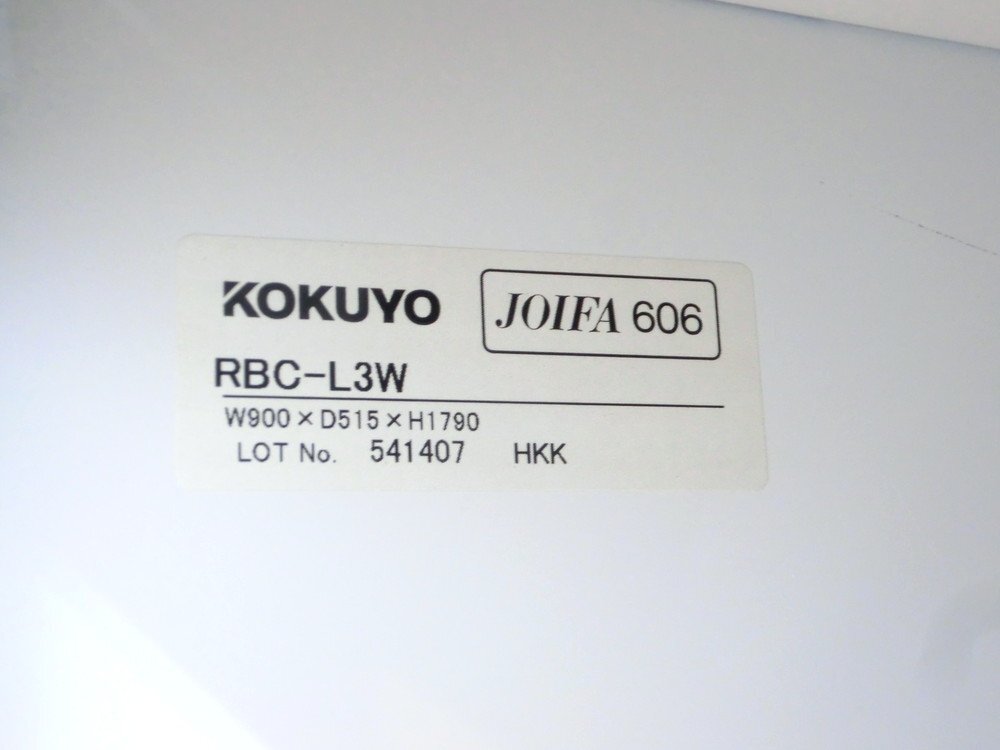 KOKUYO JOIFA 606
RBC-L3W
W900×D515×H1790
LOT No. 541407 HKK